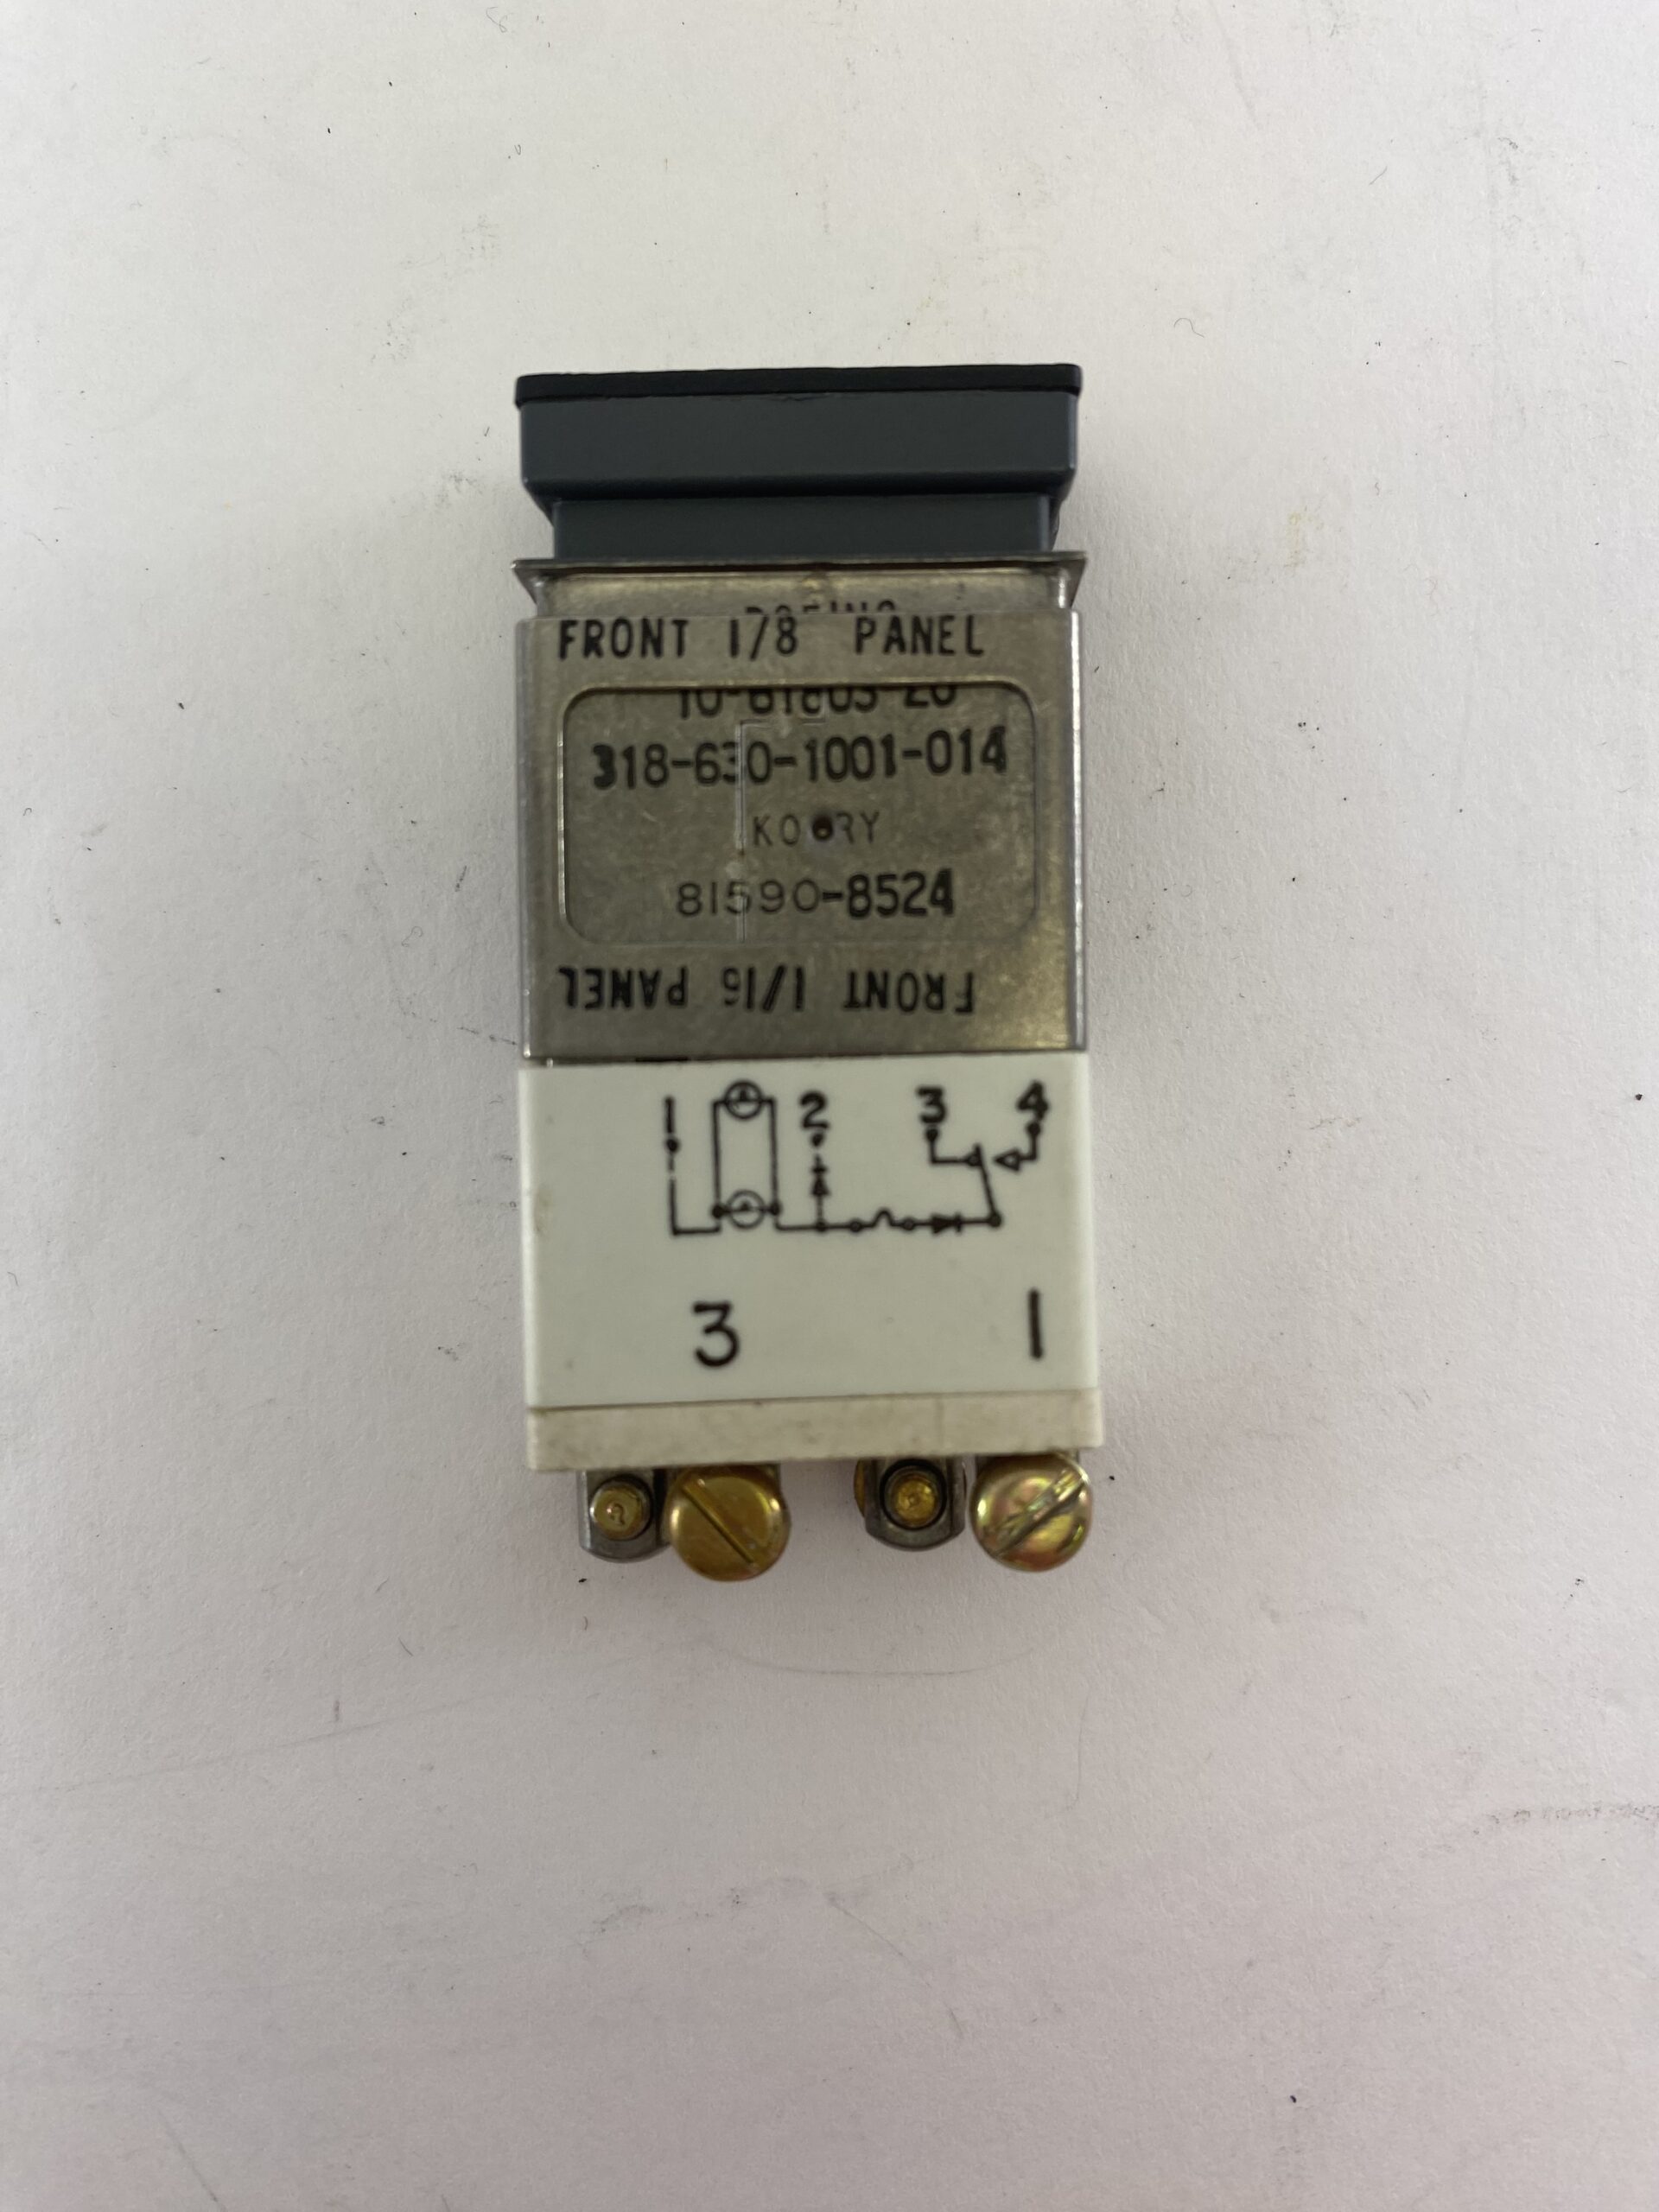 FRONT 1/8 PANEL
318-630-1001-014
81590-8524
FRONT 1/16 PANEL
1 2 3 4
3 1